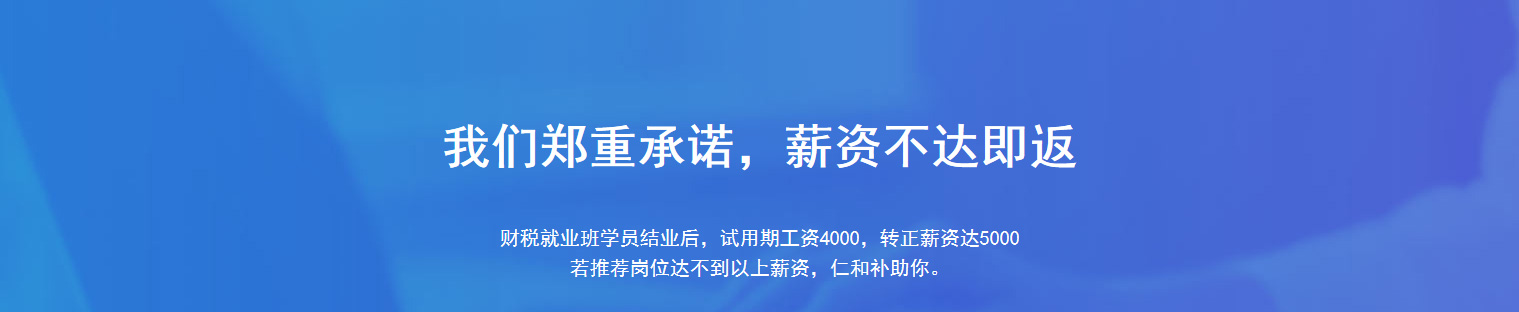 我们郑重承诺，薪资不达即返
财税就业班学员结业后，试用期工资4000，转正薪资达5000
若推荐岗位达不到以上薪资，仁和补助你。